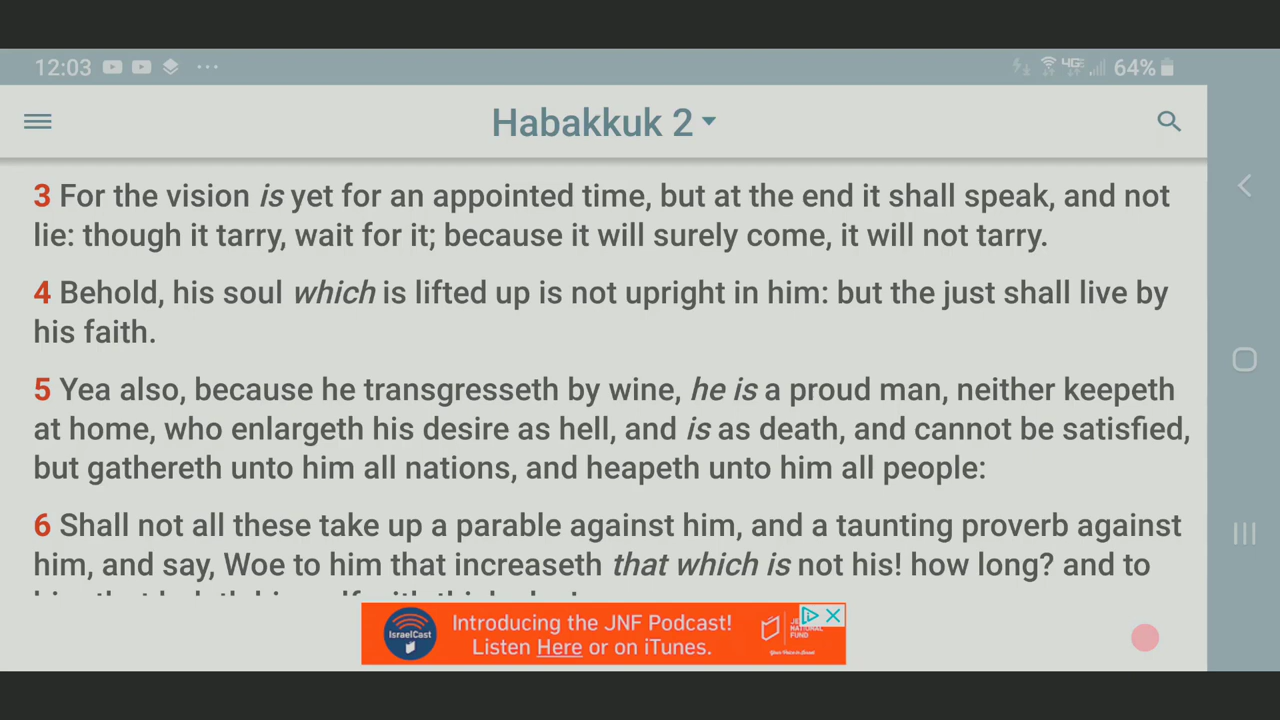 12:03
64%
Habakkuk 2
3 For the vision is yet for an appointed time, but at the end it shall speak, and not
lie: though it tarry, wait for it; because it will surely come, it will not tarry.
4 Behold, his soul which is lifted up is not upright in him: but the just shall live by
his faith.
5 Yea also, because he transgresseth by wine, he is a proud man, neither keepeth
at home, who enlargeth his desire as hell, and is as death, and cannot be satisfied,
but gathereth unto him all nations, and heapeth unto him all people:
6 Shall not all these take up a parable against him, and a taunting proverb against
him, and say, Woe to him that increaseth that which is not his! how long? and to
IsraelCast
Introducing the JNF Podcast!
Listen Here or on iTunes.
NATIONAL
FUND